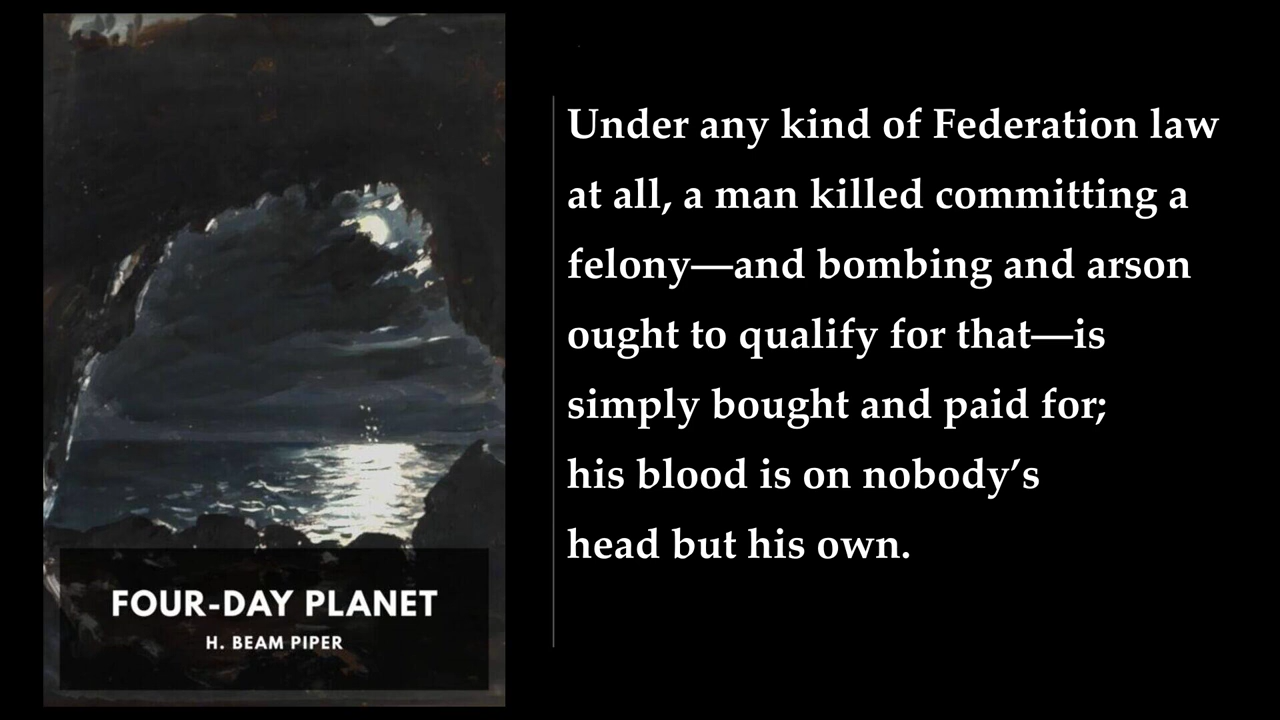 FOUR-DAY PLANET
H. BEAM PIPER
Under any kind of Federation law
at all, a man killed committing a
felony—and bombing and arson
ought to qualify for that—is
simply bought and paid for;
his blood is on nobody’s
head but his own.